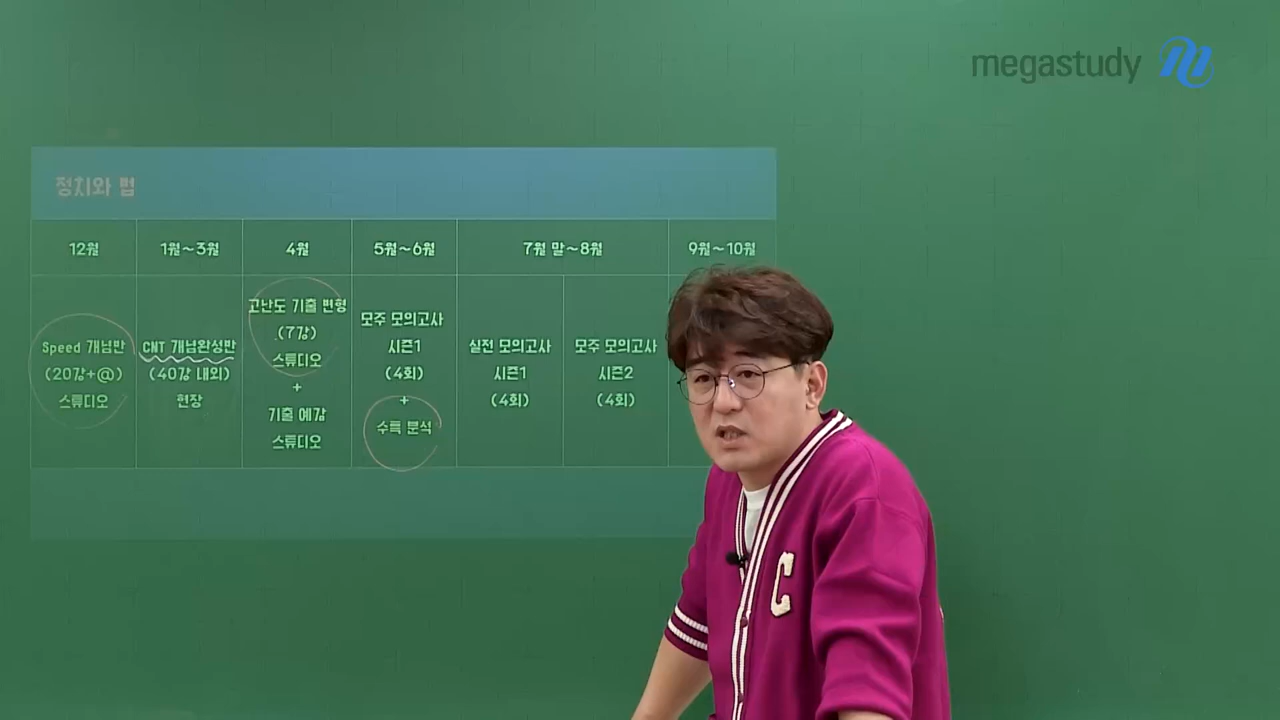 megastudy
정치와 법
12월
1월~3월
4월
5월~6월
7월 말~8월
9월~10월
Speed 개념반
(20강+@)
스튜디오
CNT 개념완성반
(40강 내외)
현장
고난도 기출 변형
(7강)
스튜디오
+
기출 예강
스튜디오
모주 모의고사
시즌1
(4회)
+
수특 분석
실전 모의고사
시즌1
(4회)
모주 모의고사
시즌2
(4회)
C